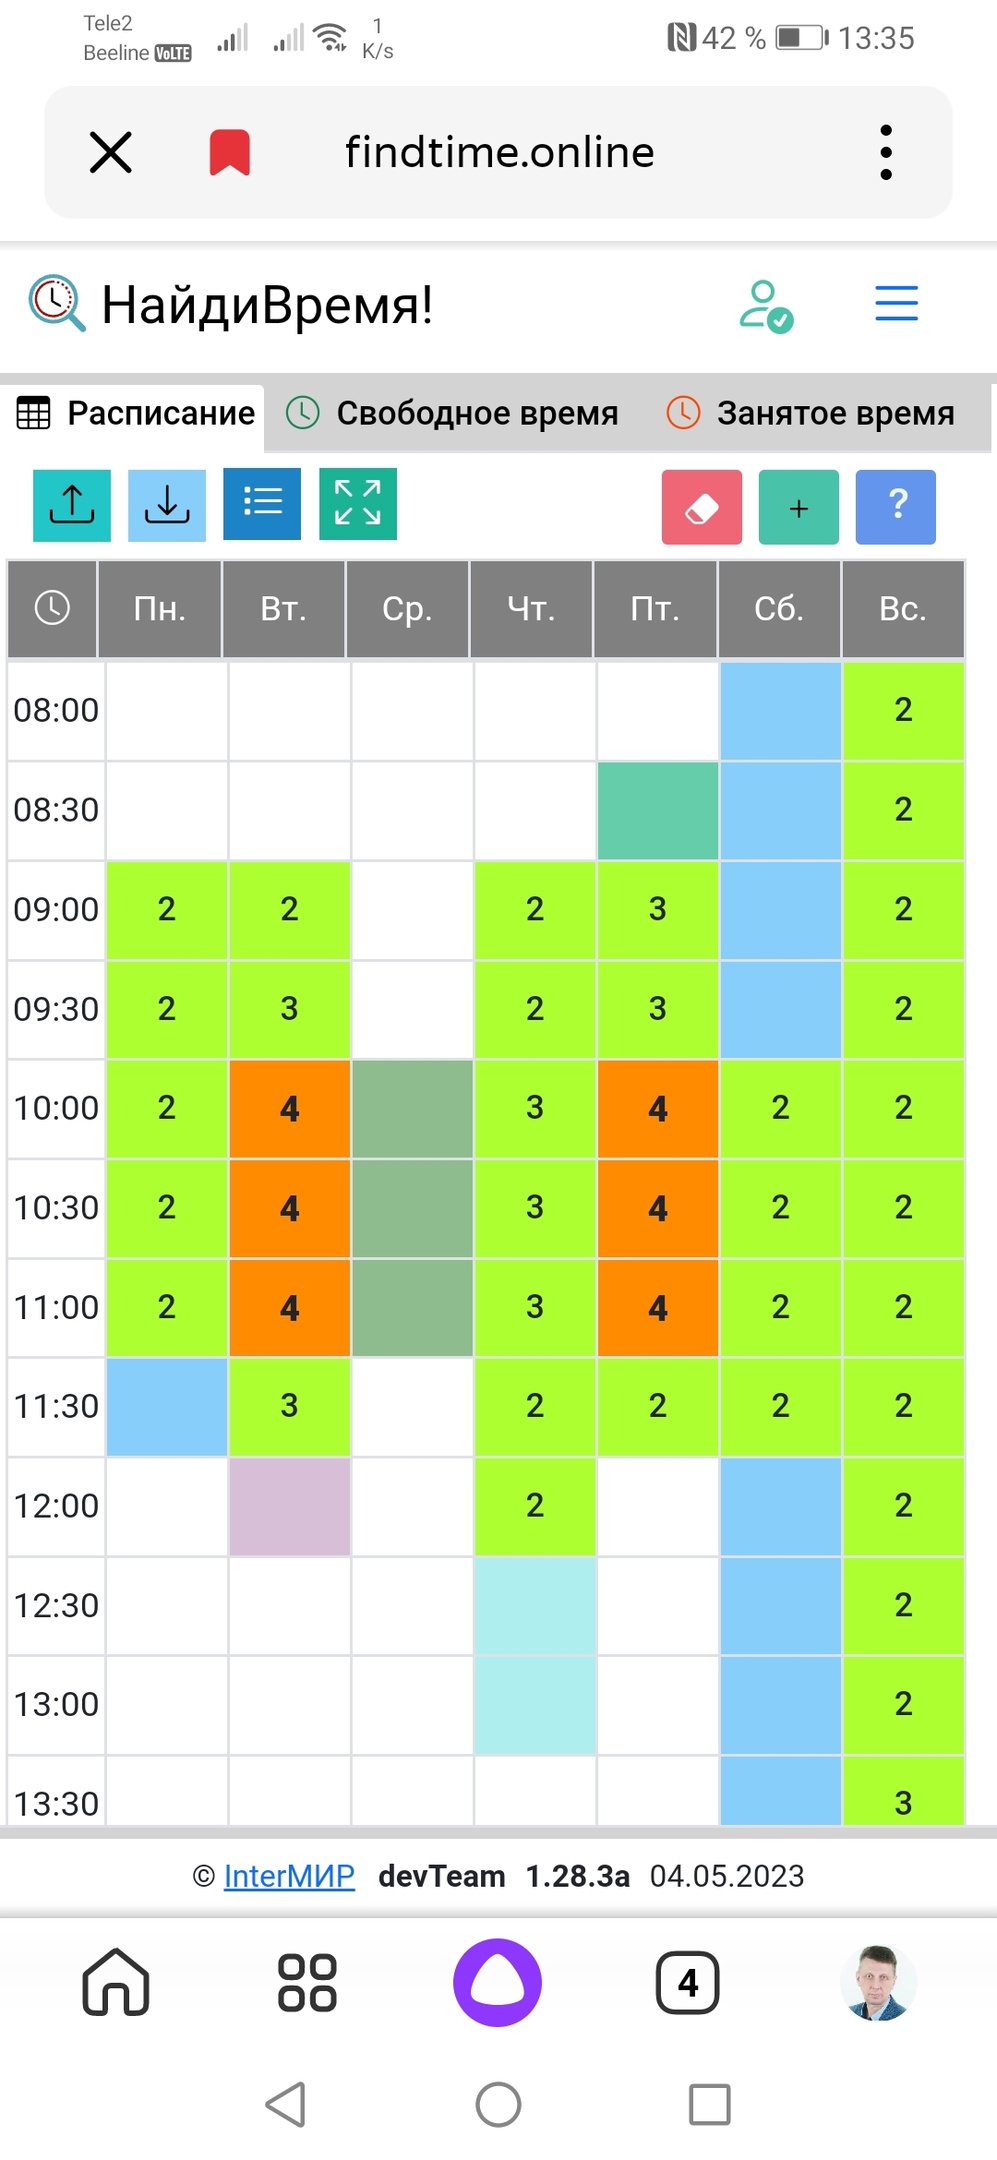 Tele2
Beeline VoLTE
1
K/s
42 %
13:35
findtime.online
НайдиВремя!
Расписание Свободное время Занятое время
+ ?
Пн. Вт. Ср. Чт. Пт. Сб. Вс.
08:00 2
08:30 2
09:00 2 2 2 3 2
09:30 2 3 2 3 2
10:00 2 4 3 4 2 2
10:30 2 4 3 4 2 2
11:00 2 4 3 4 2 2
11:30 3 2 2 2 2
12:00 2 2
12:30 2
13:00 2
13:30 3
© InterМИР devTeam 1.28.3a 04.05.2023
4